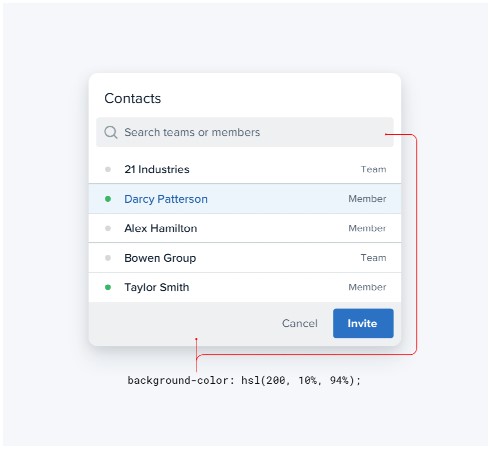 Contacts
Search teams or members
21 Industries Team
Darcy Patterson Member
Alex Hamilton Member
Bowen Group Team
Taylor Smith Member
Cancel Invite
background-color: hsl(200, 10%, 94%);